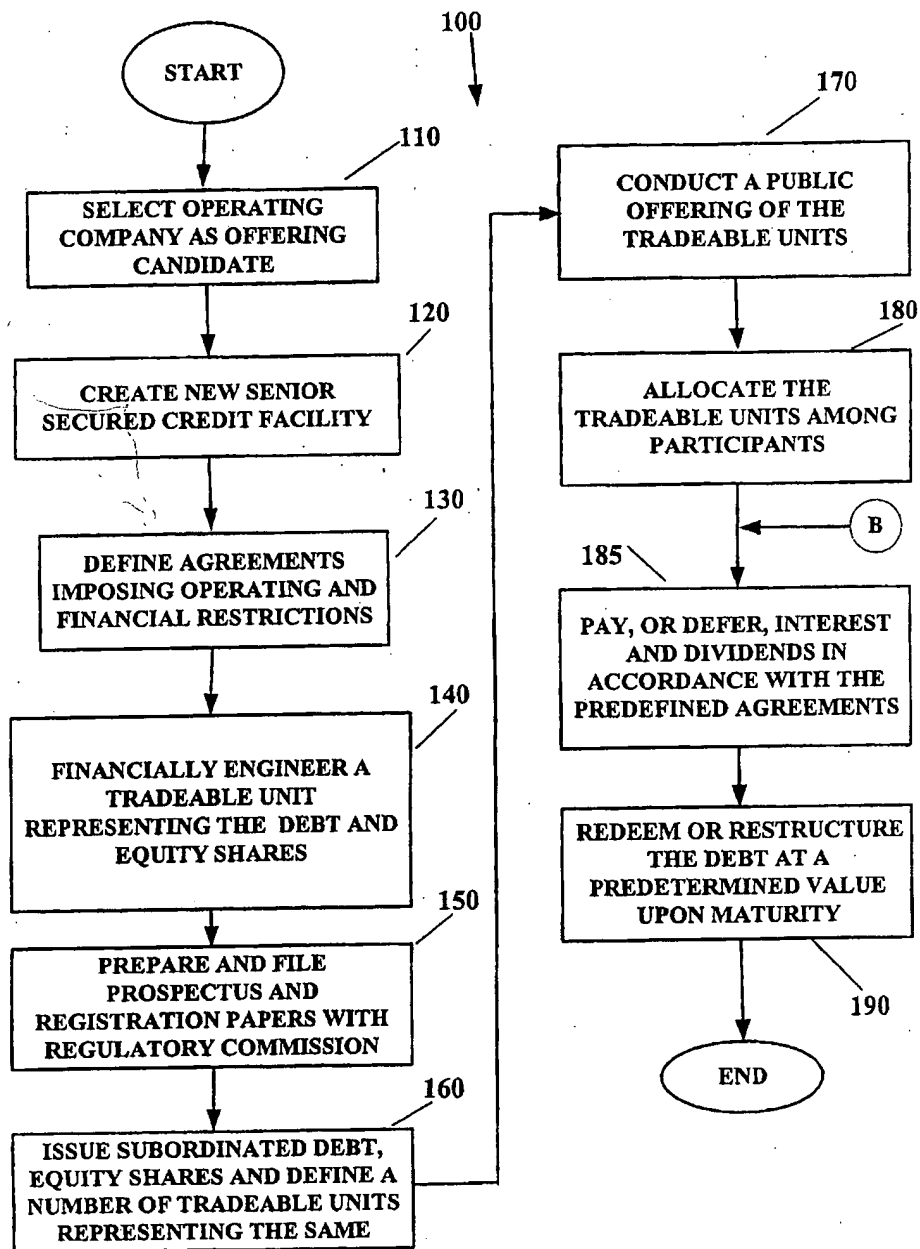 100
START
110
SELECT OPERATING
COMPANY AS OFFERING
CANDIDATE
120
CREATE NEW SENIOR
SECURED CREDIT FACILITY
130
DEFINE AGREEMENTS
IMPOSING OPERATING AND
FINANCIAL RESTRICTIONS
140
FINANCIALLY ENGINEER A
TRADEABLE UNIT
REPRESENTING THE DEBT AND
EQUITY SHARES
150
PREPARE AND FILE
PROSPECTUS AND
REGISTRATION PAPERS WITH
REGULATORY COMMISSION
160
ISSUE SUBORDINATED DEBT,
EQUITY SHARES AND DEFINE A
NUMBER OF TRADEABLE UNITS
REPRESENTING THE SAME
170
CONDUCT A PUBLIC
OFFERING OF THE
TRADEABLE UNITS
180
ALLOCATE THE
TRADEABLE UNITS AMONG
PARTICIPANTS
B
185
PAY, OR DEFER, INTEREST
AND DIVIDENDS IN
ACCORDANCE WITH THE
PREDEFINED AGREEMENTS
REDEEM OR RESTRUCTURE
THE DEBT AT A
PREDETERMINED VALUE
UPON MATURITY
190
END